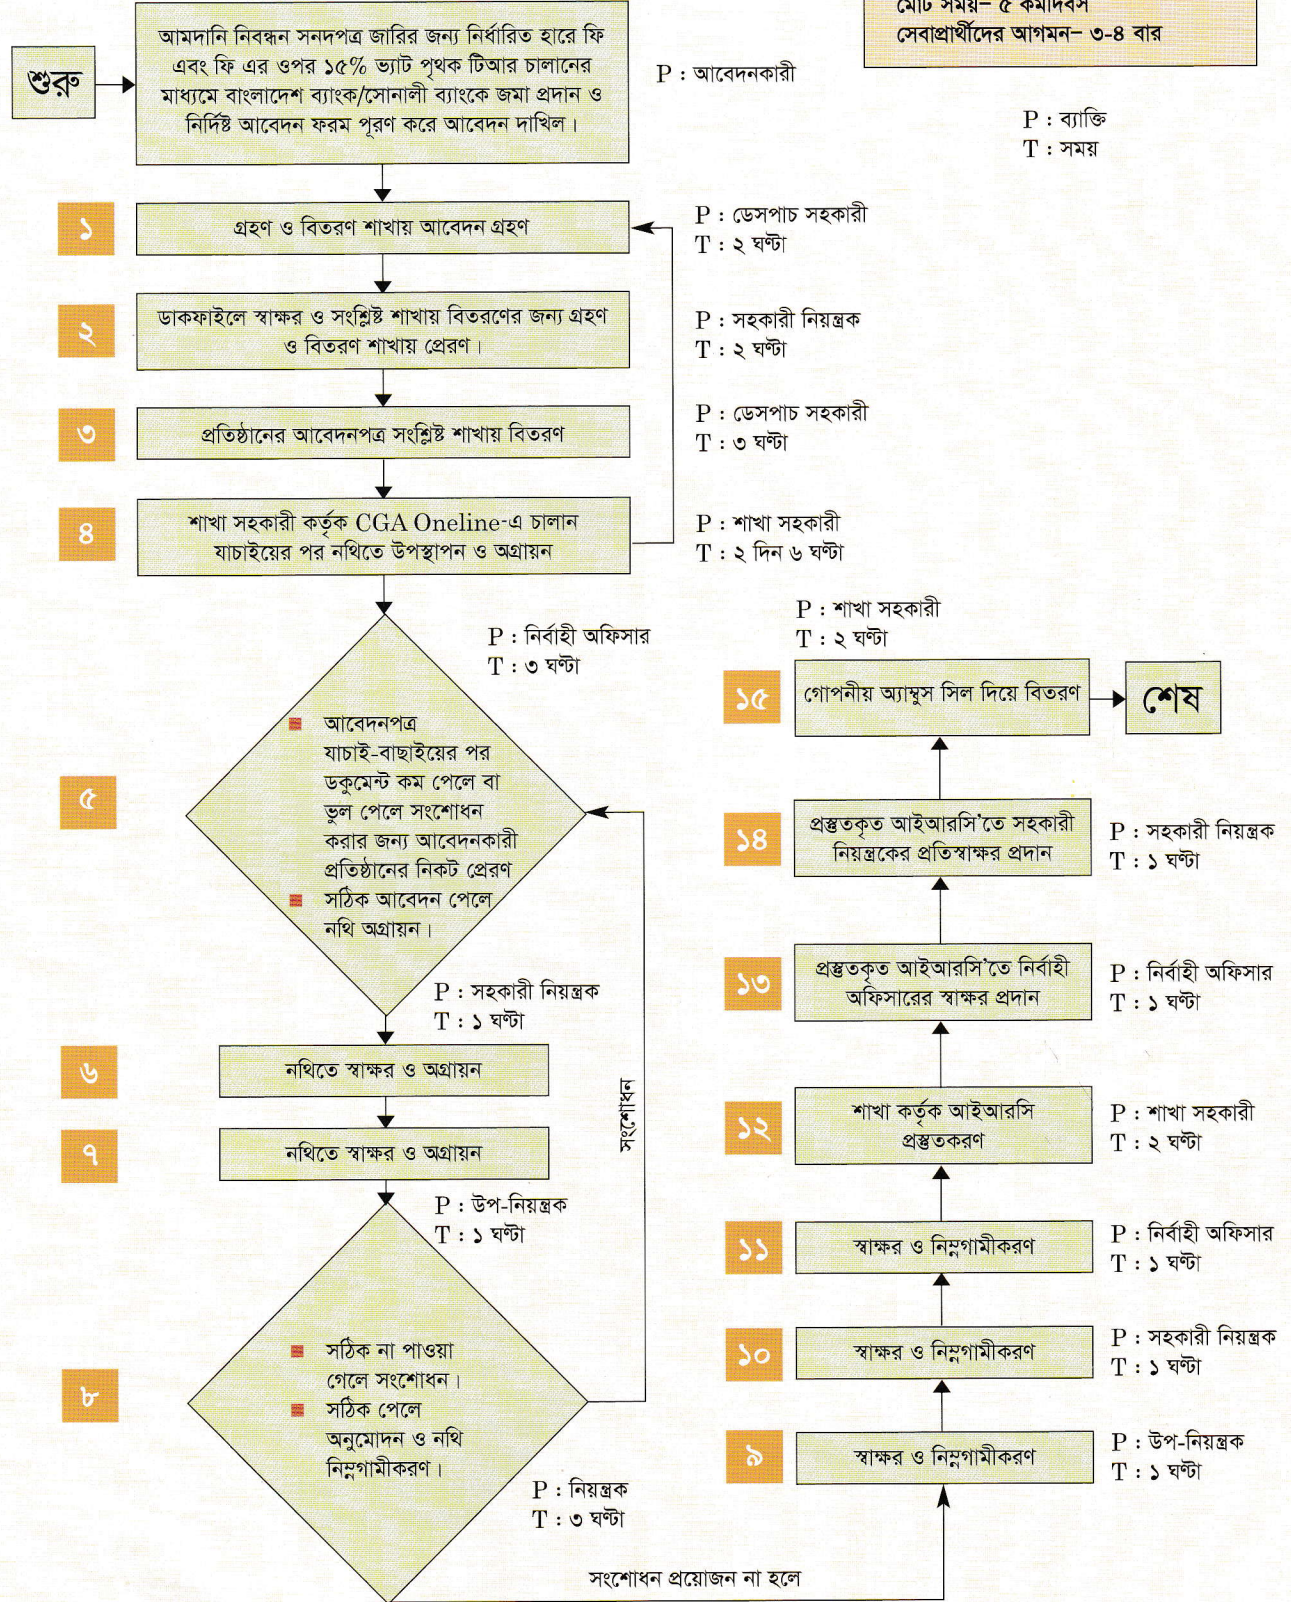 মোট সময়– ৫ কর্মদিবস
সেবাপ্রার্থীদের আগমন– ৩-৪ বার
শুরু
আমদানি নিবন্ধন সনদপত্র জারির জন্য নির্ধারিত হারে ফি
এবং ফি এর ওপর ১৫% ভ্যাট পৃথক টিআর চালানের
মাধ্যমে বাংলাদেশ ব্যাংক/সোনালী ব্যাংকে জমা প্রদান ও
নির্দিষ্ট আবেদন ফরম পূরণ করে আবেদন দাখিল।
P : আবেদনকারী
P : ব্যাক্তি
T : সময়
১
গ্রহণ ও বিতরণ শাখায় আবেদন গ্রহণ
P : ডেসপাচ সহকারী
T : ২ ঘণ্টা
২
ডাকফাইলে স্বাক্ষর ও সংশ্লিষ্ট শাখায় বিতরণের জন্য গ্রহণ
ও বিতরণ শাখায় প্রেরণ।
P : সহকারী নিয়ন্ত্রক
T : ২ ঘণ্টা
৩
প্রতিষ্ঠানের আবেদনপত্র সংশ্লিষ্ট শাখায় বিতরণ
P : ডেসপাচ সহকারী
T : ৩ ঘণ্টা
৪
শাখা সহকারী কর্তৃক CGA Oneline-এ চালান
যাচাইয়ের পর নথিতে উপস্থাপন ও অগ্রায়ন
P : শাখা সহকারী
T : ২ দিন ৬ ঘণ্টা
P : নির্বাহী অফিসার
T : ৩ ঘণ্টা
৫
আবেদনপত্র
যাচাই-বাছাইয়ের পর
ডকুমেন্ট কম পেলে বা
ভুল পেলে সংশোধন
করার জন্য আবেদনকারী
প্রতিষ্ঠানের নিকট প্রেরণ
সঠিক আবেদন পেলে
নথি অগ্রায়ন।
P : সহকারী নিয়ন্ত্রক
T : ১ ঘণ্টা
৬
নথিতে স্বাক্ষর ও অগ্রায়ন
৭
নথিতে স্বাক্ষর ও অগ্রায়ন
সংশোধন
P : উপ-নিয়ন্ত্রক
T : ১ ঘণ্টা
৮
সঠিক না পাওয়া
গেলে সংশোধন।
সঠিক পেলে
অনুমোদন ও নথি
নিম্নগামীকরণ।
P : নিয়ন্ত্রক
T : ৩ ঘণ্টা
সংশোধন প্রয়োজন না হলে
P : শাখা সহকারী
T : ২ ঘণ্টা
১৫
গোপনীয় অ্যাম্বুস সিল দিয়ে বিতরণ
শেষ
১৪
প্রস্তুতকৃত আইআরসি'তে সহকারী
নিয়ন্ত্রকের প্রতিস্বাক্ষর প্রদান
P : সহকারী নিয়ন্ত্রক
T : ১ ঘণ্টা
১৩
প্রস্তুতকৃত আইআরসি'তে নির্বাহী
অফিসারের স্বাক্ষর প্রদান
P : নির্বাহী অফিসার
T : ১ ঘণ্টা
১২
শাখা কর্তৃক আইআরসি
প্রস্তুতকরণ
P : শাখা সহকারী
T : ২ ঘণ্টা
১১
স্বাক্ষর ও নিম্নগামীকরণ
P : নির্বাহী অফিসার
T : ১ ঘণ্টা
১০
স্বাক্ষর ও নিম্নগামীকরণ
P : সহকারী নিয়ন্ত্রক
T : ১ ঘণ্টা
৯
স্বাক্ষর ও নিম্নগামীকরণ
P : উপ-নিয়ন্ত্রক
T : ১ ঘণ্টা